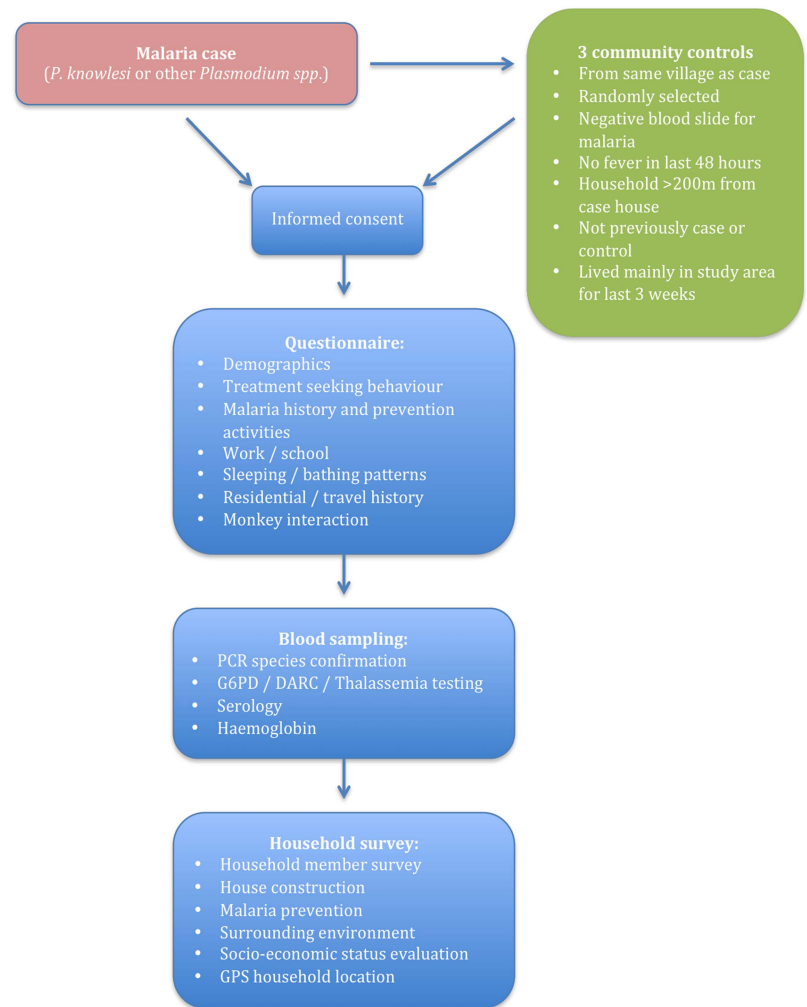 Malaria case
(P. knowlesi or other Plasmodium spp.)
3 community controls
• From same village as case
• Randomly selected
• Negative blood slide for
malaria
• No fever in last 48 hours
• Household >200m from
case house
• Not previously case or
control
• Lived mainly in study area
for last 3 weeks
Informed consent
Questionnaire:
• Demographics
• Treatment seeking behaviour
• Malaria history and prevention
activities
• Work / school
• Sleeping / bathing patterns
• Residential / travel history
• Monkey interaction
Blood sampling:
• PCR species confirmation
• G6PD / DARC / Thalassemia testing
• Serology
• Haemoglobin
Household survey:
• Household member survey
• House construction
• Malaria prevention
• Surrounding environment
• Socio-economic status evaluation
• GPS household location